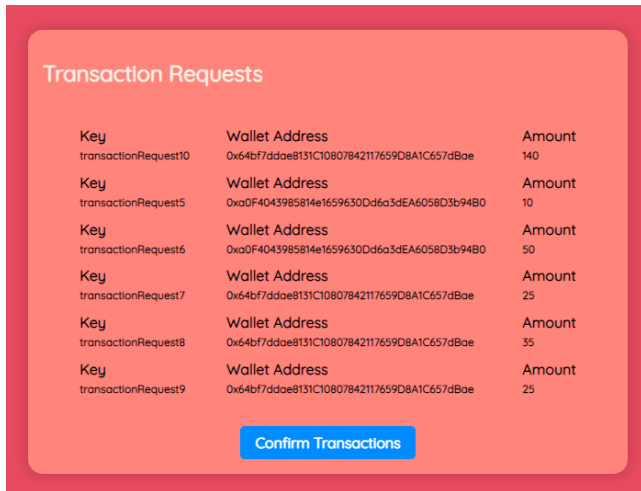 Transaction Requests
Key Wallet Address Amount
transactionRequest10 0x64bf7ddae8131C10807842117659D8A1C657dBae 140
Key Wallet Address Amount
transactionRequest5 0xa0F4043985814e1659630Dd6a3dEA6058D3b94B0 10
Key Wallet Address Amount
transactionRequest6 0xa0F4043985814e1659630Dd6a3dEA6058D3b94B0 50
Key Wallet Address Amount
transactionRequest7 0x64bf7ddae8131C10807842117659D8A1C657dBae 25
Key Wallet Address Amount
transactionRequest8 0x64bf7ddae8131C10807842117659D8A1C657dBae 35
Key Wallet Address Amount
transactionRequest9 0x64bf7ddae8131C10807842117659D8A1C657dBae 25
Confirm Transactions